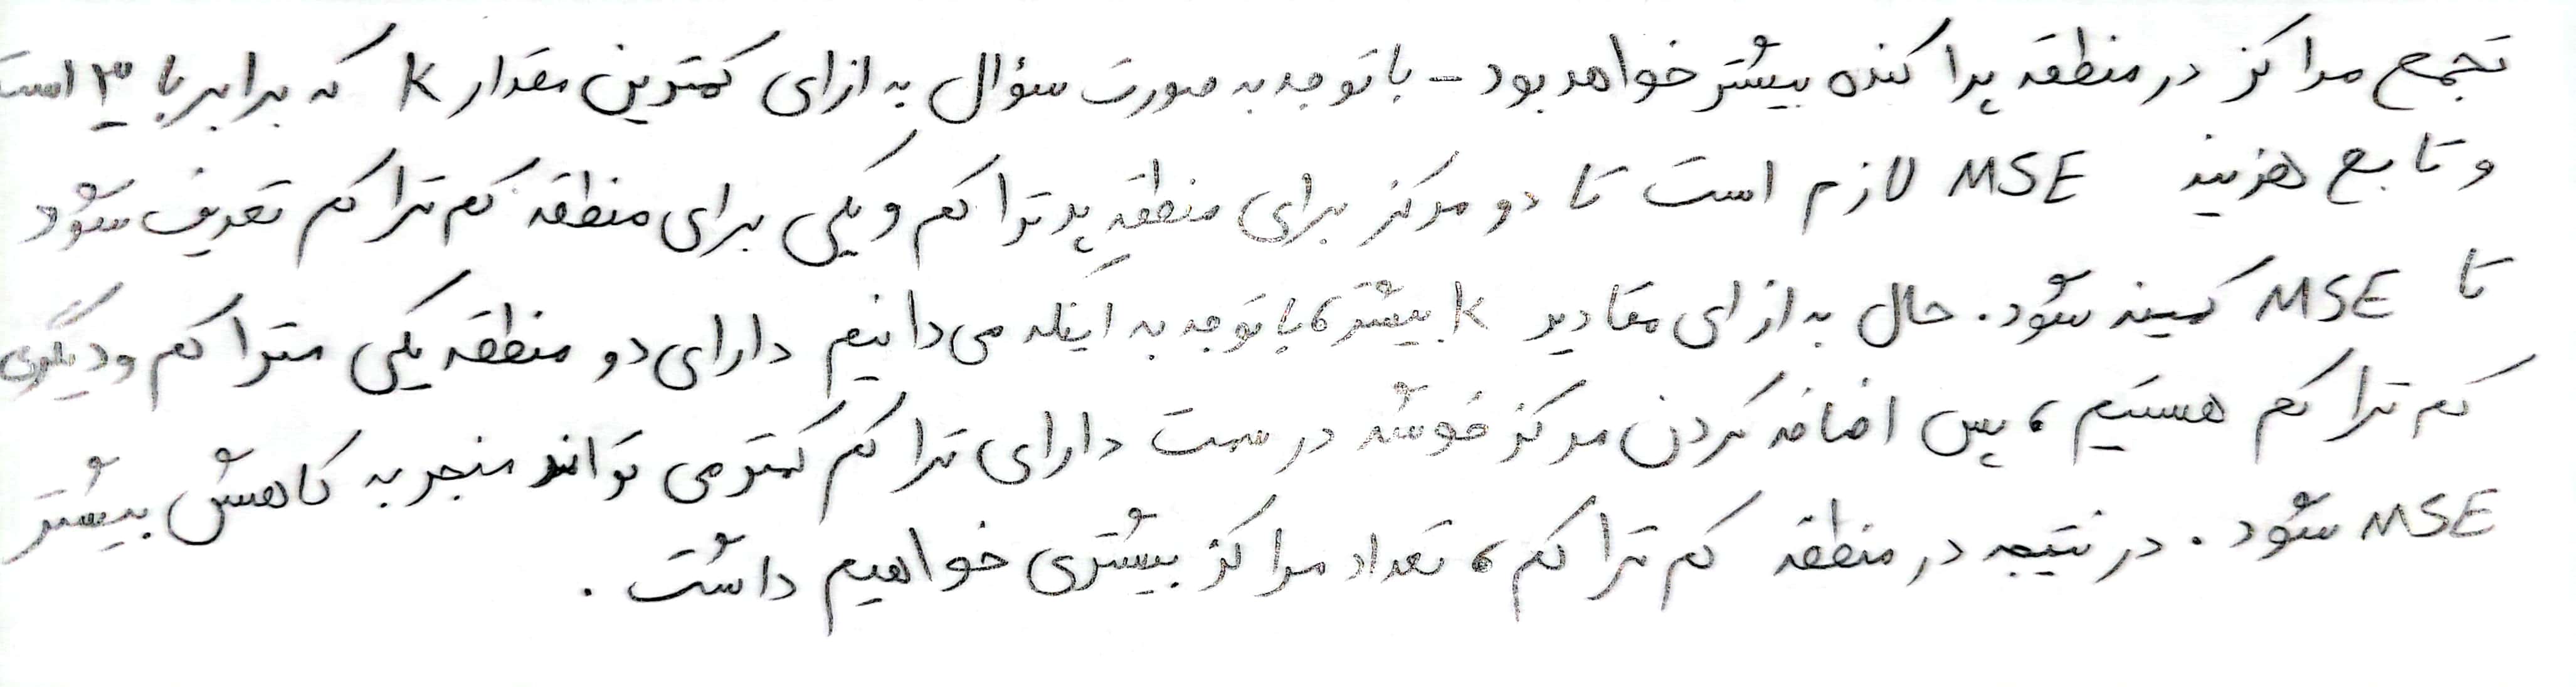 تجمع مراکز در منطقه پراکنده بیشتر خواهد بود - با توجه به صورت سؤال به ازای کمترین مقدار K که برابر با ۳ است
و تابع هزینه MSE لازم است تا دو مرکز برای منطقه پر تراکم و یکی برای منطقه کم تراکم تعریف شود
تا MSE کمینه شود. حال به ازای مقادیر K بیشتر، با توجه به اینکه می دانیم دارای دو منطقه یکی متراکم و دیگری
کم تراکم هستیم، پس اضافه کردن مرکز خوشه در سمت دارای تراکم کمتر می تواند منجر به کاهش بیشتر
MSE شود. در نتیجه در منطقه کم تراکم، تعداد مراکز بیشتری خواهیم داشت.